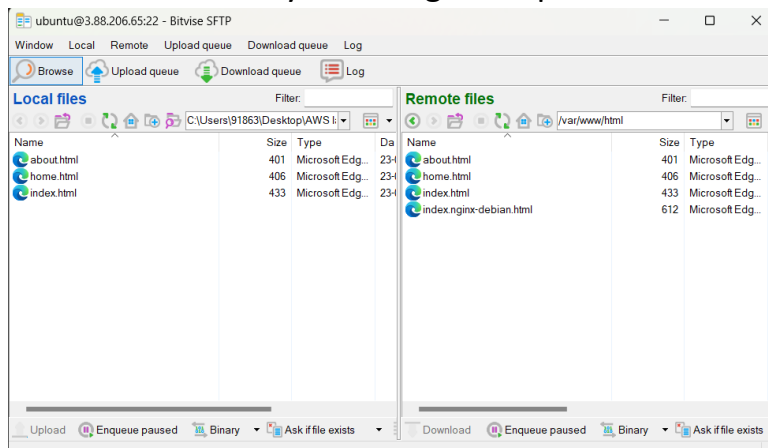 ubuntu@3.88.206.65:22 - Bitvise SFTP
Window Local Remote Upload queue Download queue Log
Browse Upload queue Download queue Log
Local files Filter:
C:\Users\91863\Desktop\AWS
Name Size Type Da
about.html 401 Microsoft Edg... 23-
home.html 406 Microsoft Edg... 23-
index.html 433 Microsoft Edg... 23-
Upload Enqueue paused Binary Ask if file exists
Remote files Filter:
/var/www/html
Name Size Type
about.html 401 Microsoft Edg...
home.html 406 Microsoft Edg...
index.html 433 Microsoft Edg...
index.nginx-debian.html 612 Microsoft Edg...
Download Enqueue paused Binary Ask if file exists